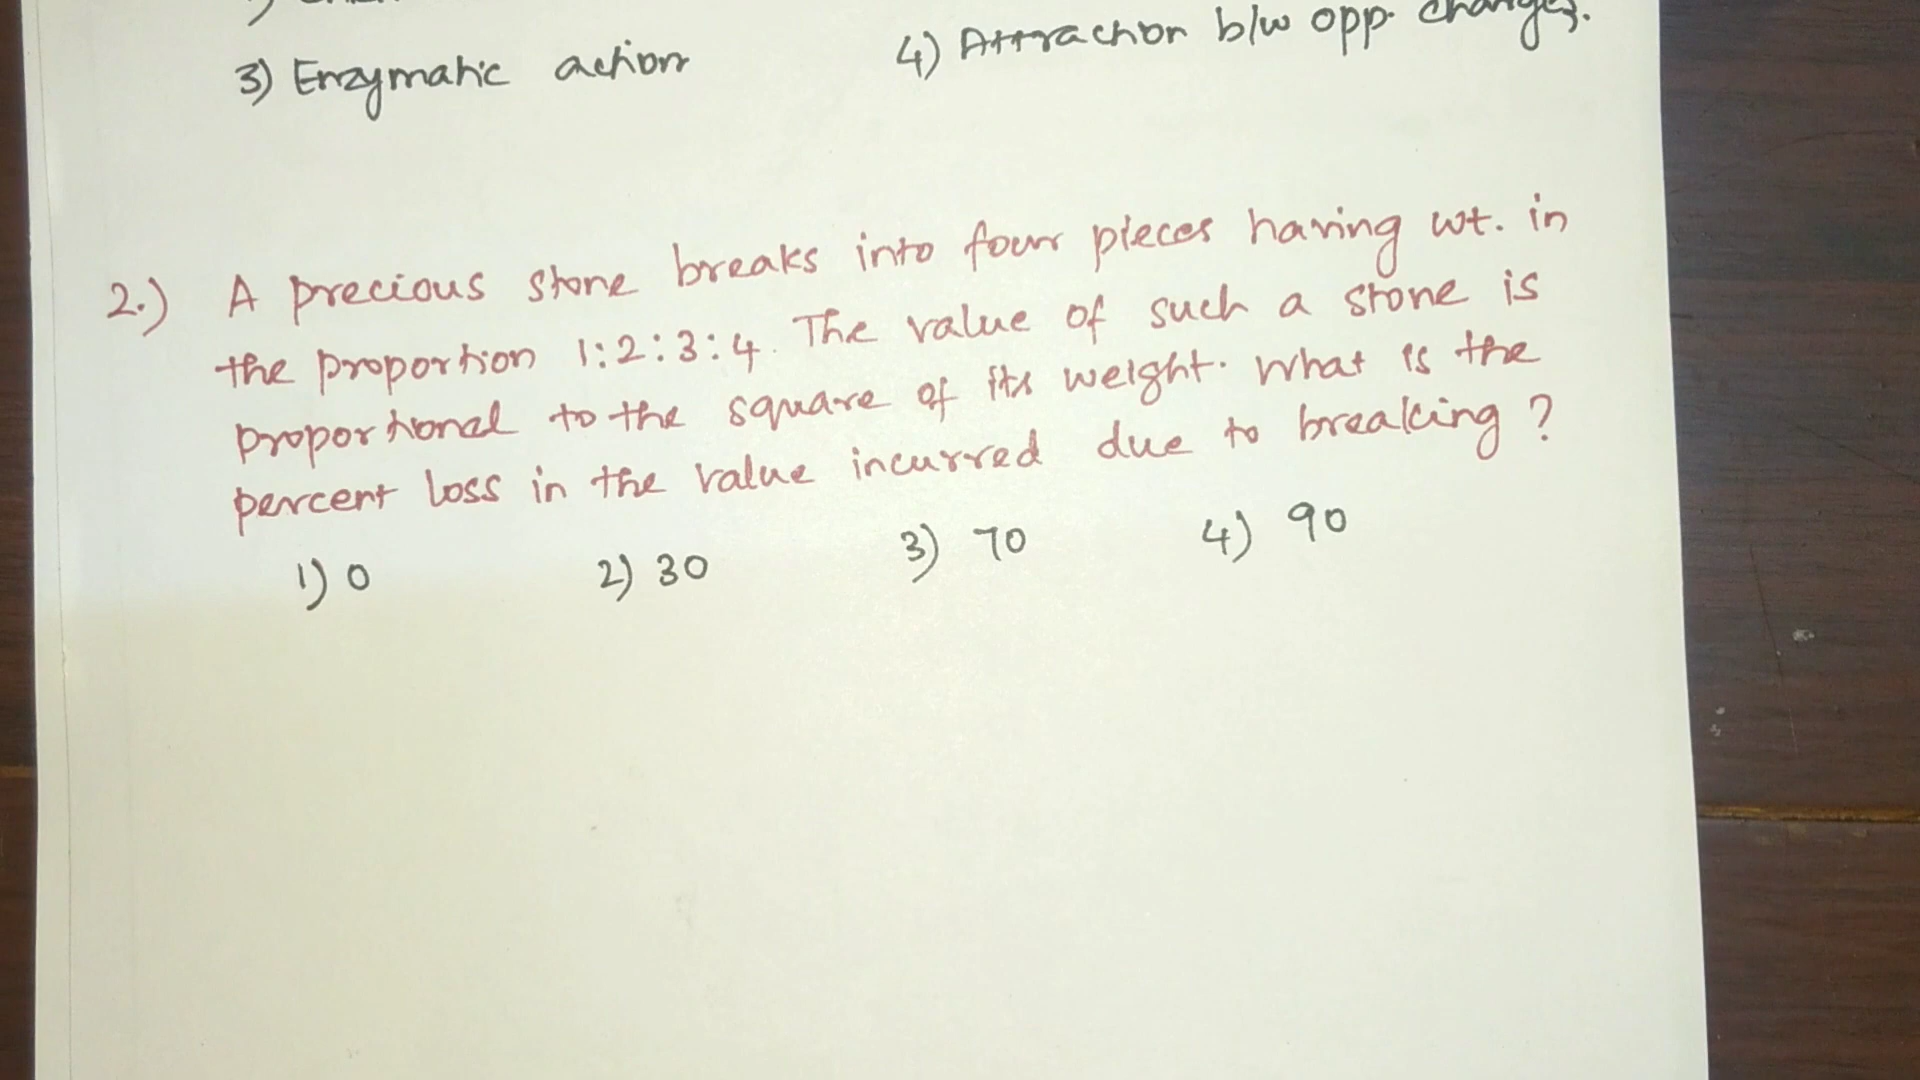 3) Enzymatic action 4) Attraction b/w opp. charges.
2.) A precious stone breaks into four pieces having wt. in
the proportion 1:2:3:4. The value of such a stone is
proportional to the square of its weight. What is the
percent loss in the value incurred due to breaking?
1) 0 2) 30 3) 70 4) 90